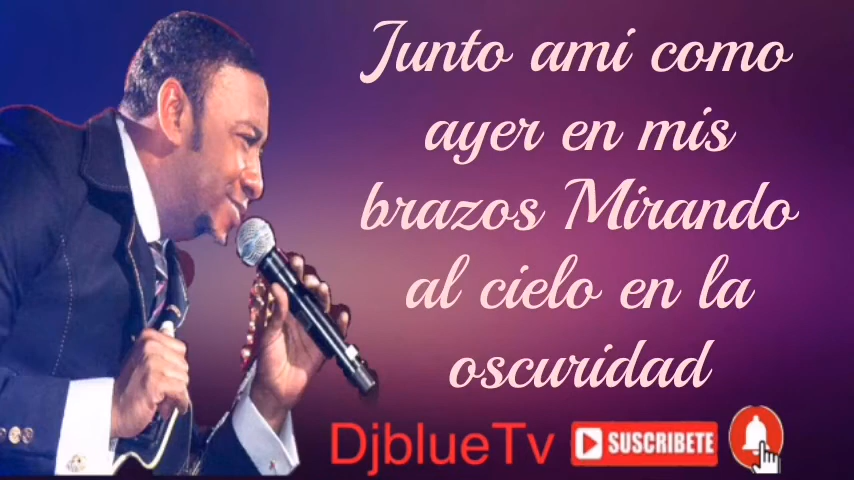 Junto ami como
ayer en mis
brazos Mirando
al cielo en la
oscuridad
DjblueTv SUSCRIBETE